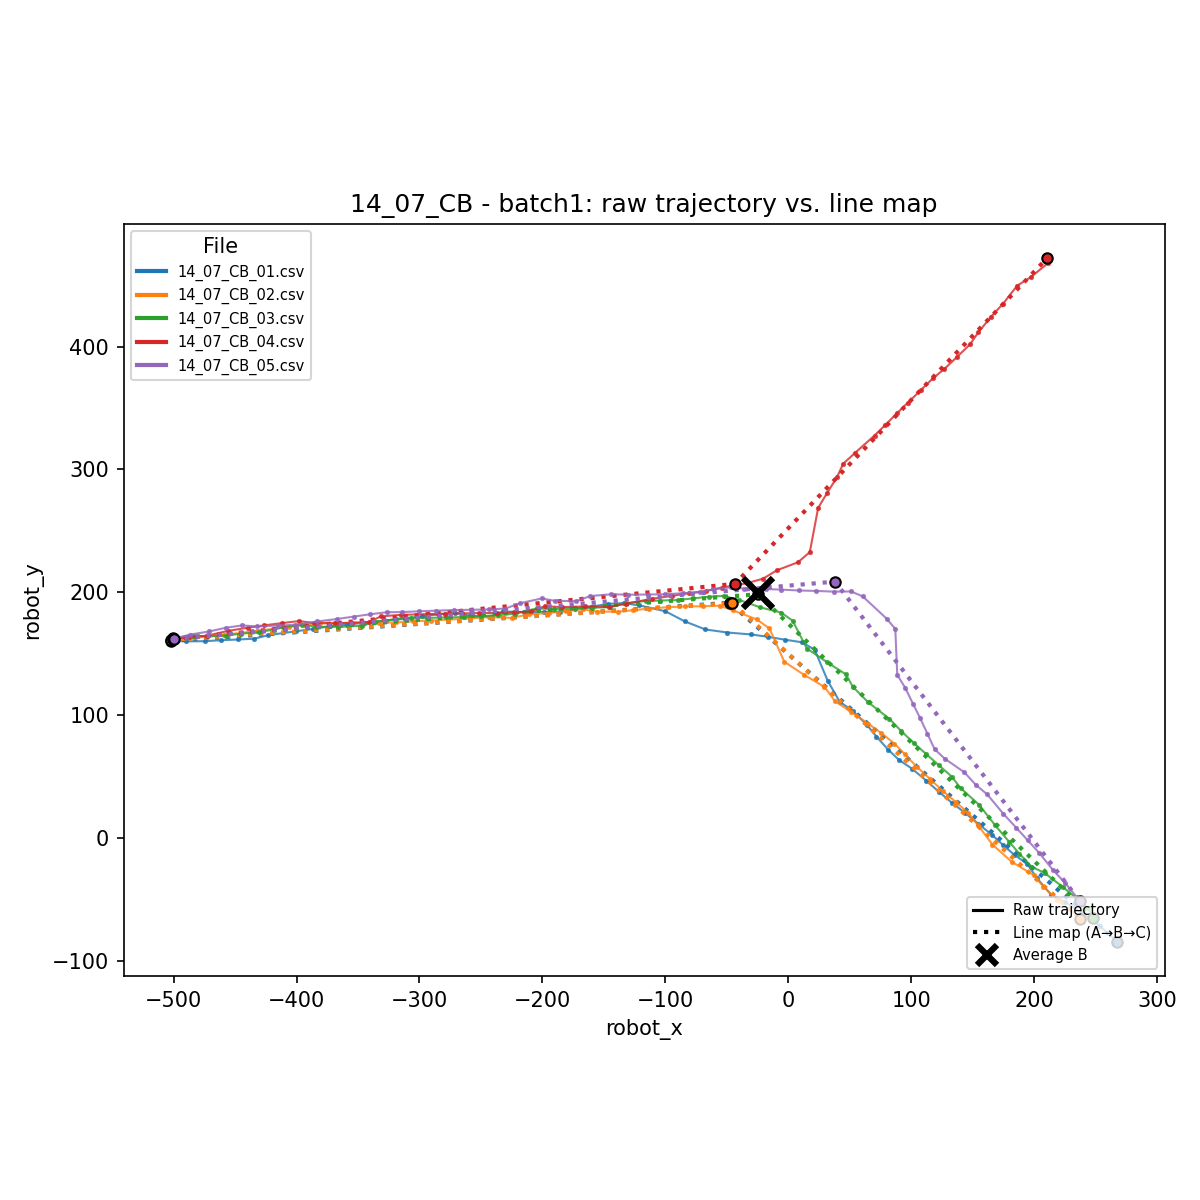 14_07_CB - batch1: raw trajectory vs. line map
File
14_07_CB_01.csv
14_07_CB_02.csv
14_07_CB_03.csv
14_07_CB_04.csv
14_07_CB_05.csv
robot_y
400
300
200
100
0
−100
Raw trajectory
Line map (A→B→C)
Average B
−500 −400 −300 −200 −100 0 100 200 300
robot_x